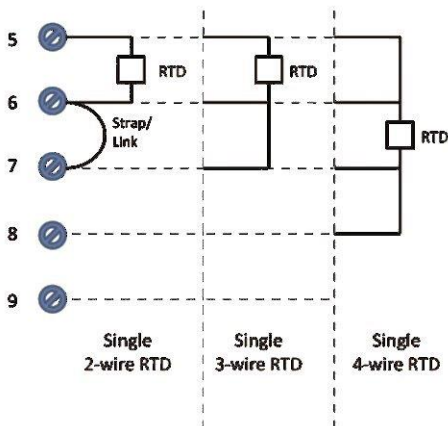 5
RTD
RTD
6
Strap/
Link
RTD
7
8
9
Single
2-wire RTD
Single
3-wire RTD
Single
4-wire RTD